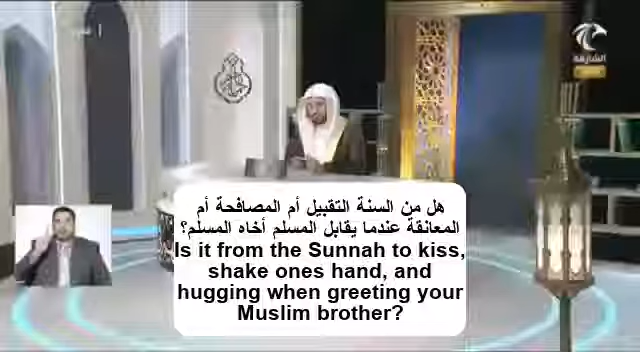 الشارقة
هل من السنة التقبيل أم المصافحة أم
المعانقة عندما يقابل المسلم أخاه المسلم؟
Is it from the Sunnah to kiss,
shake ones hand, and
hugging when greeting your
Muslim brother?